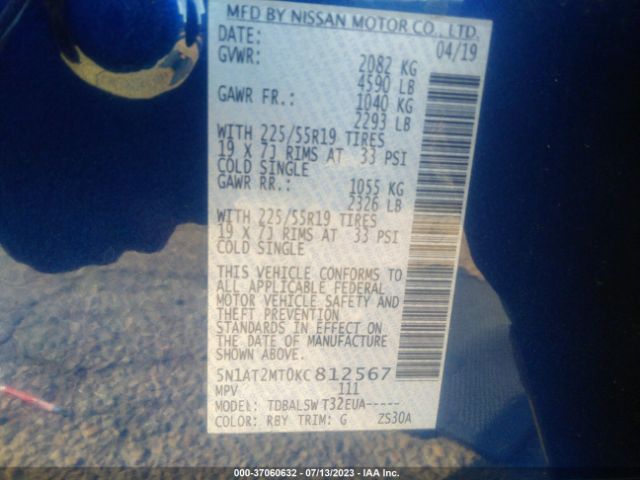 MFD BY NISSAN MOTOR CO., LTD.
DATE: 04/19
GVWR: 2082 KG
4590 LB
GAWR FR.: 1040 KG
2293 LB
WITH 225/55R19 TIRES
19 X 7J RIMS AT 33 PSI
COLD SINGLE
GAWR RR.: 1055 KG
2326 LB
WITH 225/55R19 TIRES
19 X 7J RIMS AT 33 PSI
COLD SINGLE
THIS VEHICLE CONFORMS TO
ALL APPLICABLE FEDERAL
MOTOR VEHICLE SAFETY AND
THEFT PREVENTION
STANDARDS IN EFFECT ON
THE DATE OF MANUFACTURE
SHOWN ABOVE.
5N1AT2MT0KC812567
MPV 111
MODEL: TDBALSW T32EUA-----
COLOR: RBY TRIM: G ZS30A
000-37060632 - 07/13/2023 - IAA Inc.